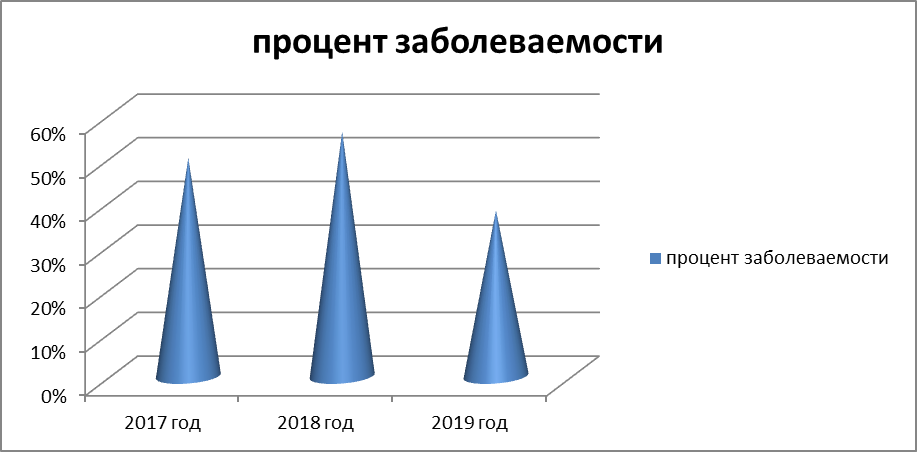 процент заболеваемости
60%
50%
40%
30%
20%
10%
0%
2017 год
2018 год
2019 год
процент заболеваемости